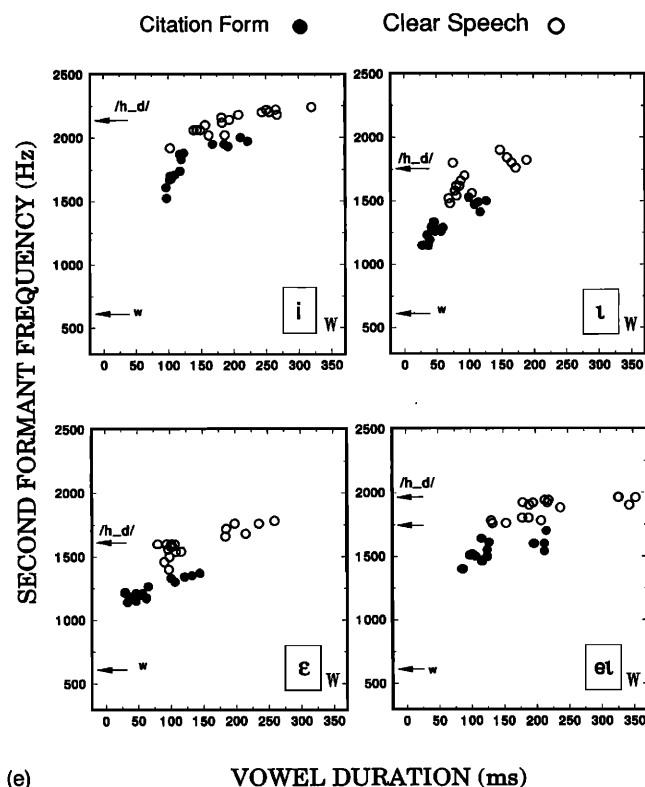 Citation Form ● Clear Speech ○
SECOND FORMANT FREQUENCY (Hz)
2500
2000
1500
1000
500
/h_d/
w
i
W
0 50 100 150 200 250 300 350
2500
2000
1500
1000
500
/h_d/
w
ɩ
W
0 50 100 150 200 250 300 350
2500
2000
1500
1000
500
/h_d/
w
ε
W
0 50 100 150 200 250 300 350
2500
2000
1500
1000
500
/h_d/
w
eɩ
W
0 50 100 150 200 250 300 350
(e) VOWEL DURATION (ms)